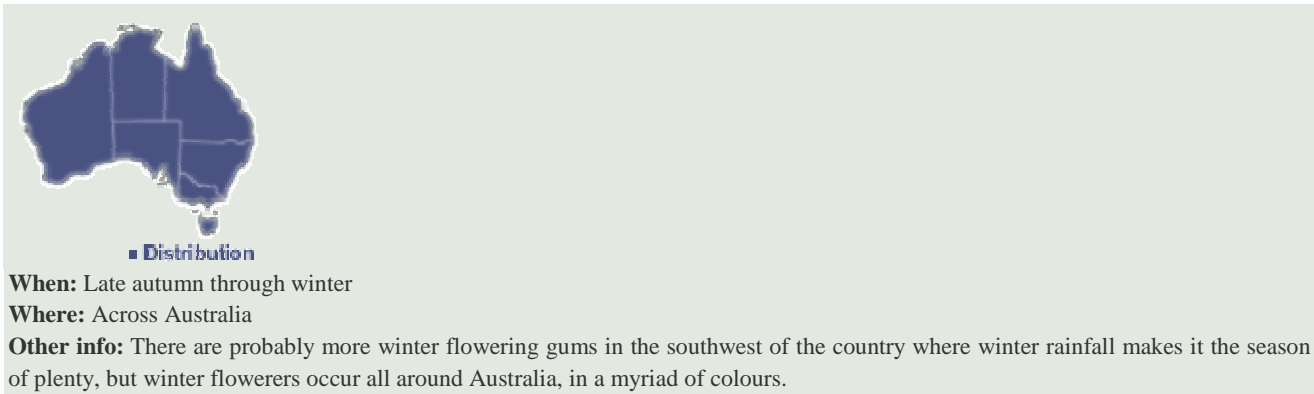 Distribution
When: Late autumn through winter
Where: Across Australia
Other info: There are probably more winter flowering gums in the southwest of the country where winter rainfall makes it the season
of plenty, but winter flowerers occur all around Australia, in a myriad of colours.